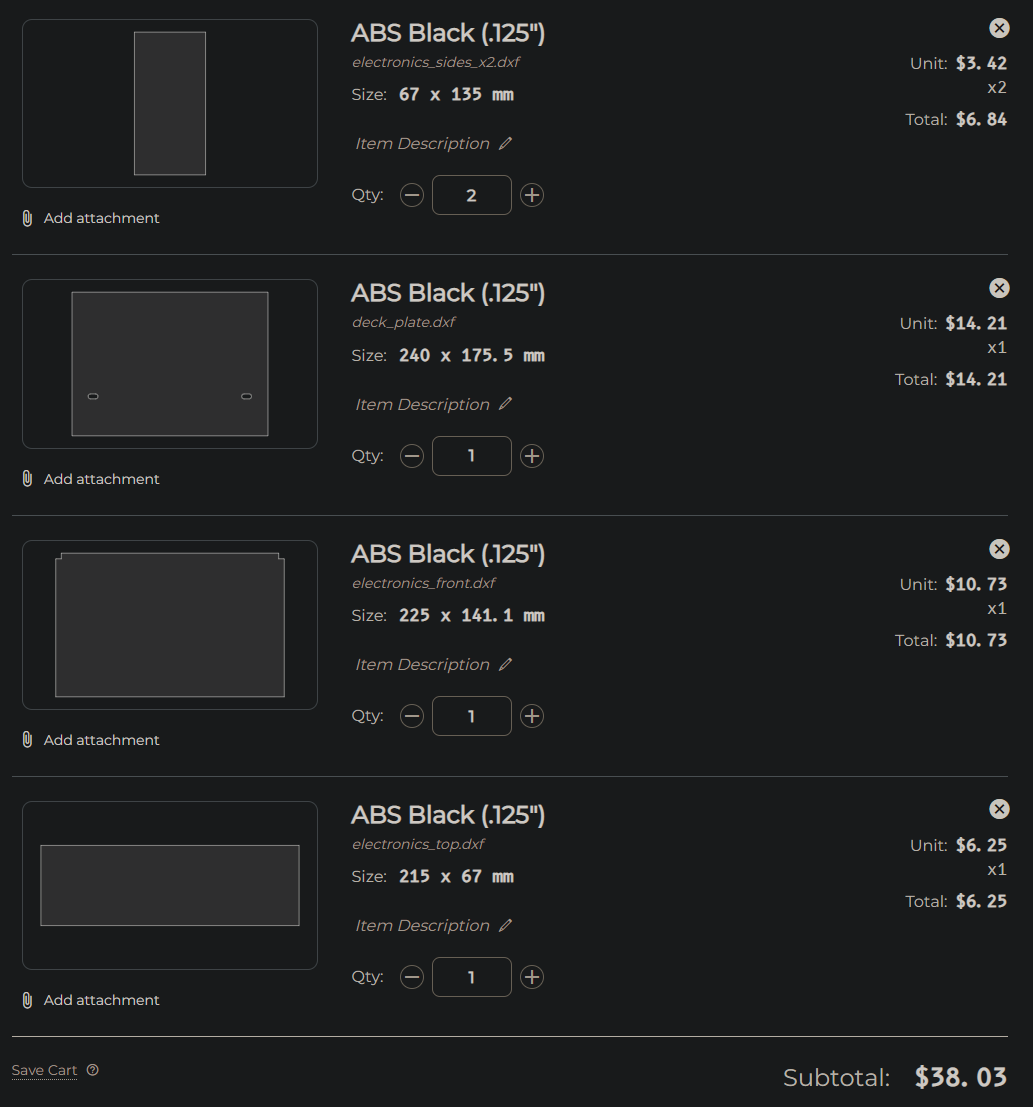 ABS Black (.125")
electronics_sides_x2.dxf
Size: 67 x 135 mm
Item Description
Qty: 2
Add attachment
Unit: $3.42
x2
Total: $6.84
ABS Black (.125")
deck_plate.dxf
Size: 240 x 175.5 mm
Item Description
Qty: 1
Add attachment
Unit: $14.21
x1
Total: $14.21
ABS Black (.125")
electronics_front.dxf
Size: 225 x 141.1 mm
Item Description
Qty: 1
Add attachment
Unit: $10.73
x1
Total: $10.73
ABS Black (.125")
electronics_top.dxf
Size: 215 x 67 mm
Item Description
Qty: 1
Add attachment
Unit: $6.25
x1
Total: $6.25
Save Cart ?
Subtotal: $38.03